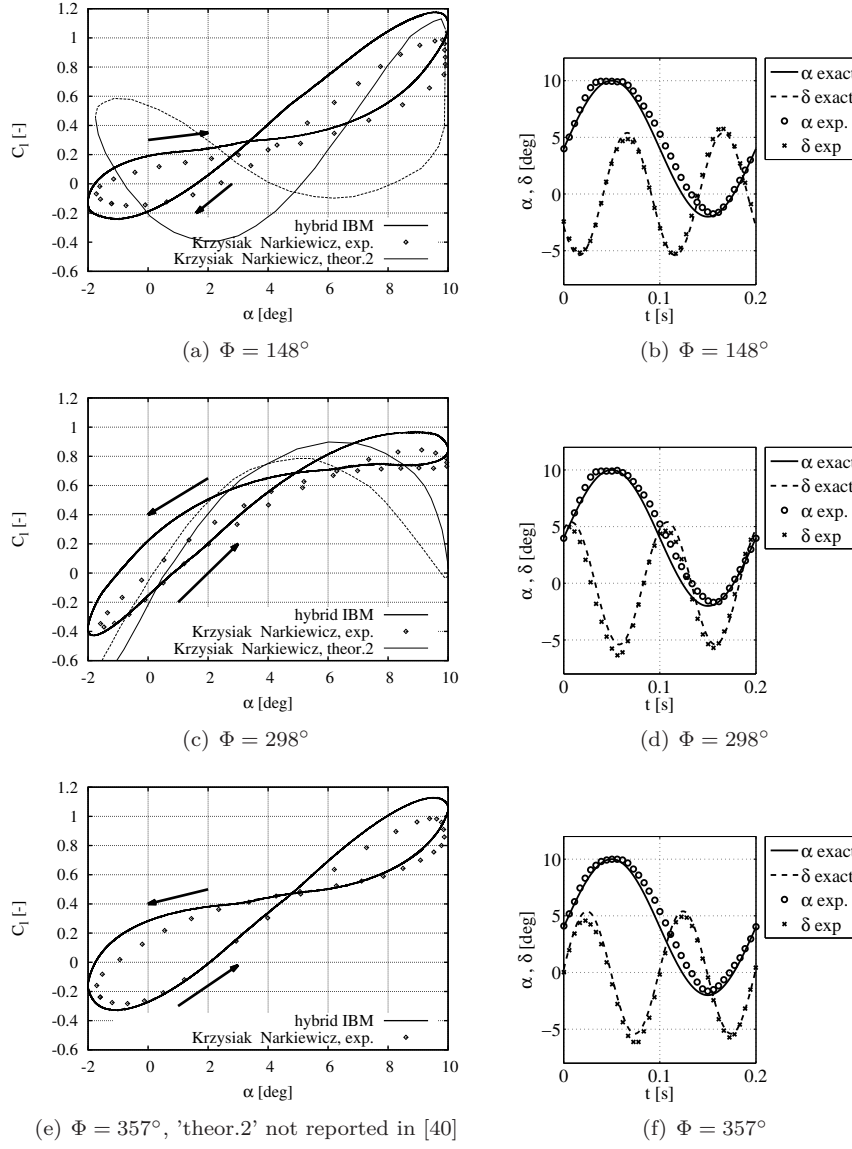 1.2
1
0.8
0.6
0.4
0.2
0
-0.2
-0.4
-0.6
C_l [-]
-2 0 2 4 6 8 10
α [deg]
hybrid IBM
Krzysiak Narkiewicz, exp.
Krzysiak Narkiewicz, theor.2
(a) Φ = 148°
10
5
0
−5
α , δ [deg]
0 0.1 0.2
t [s]
α exact
δ exact
α exp.
δ exp
(b) Φ = 148°
1.2
1
0.8
0.6
0.4
0.2
0
-0.2
-0.4
-0.6
C_l [-]
-2 0 2 4 6 8 10
α [deg]
hybrid IBM
Krzysiak Narkiewicz, exp.
Krzysiak Narkiewicz, theor.2
(c) Φ = 298°
10
5
0
−5
α , δ [deg]
0 0.1 0.2
t [s]
α exact
δ exact
α exp.
δ exp
(d) Φ = 298°
1.2
1
0.8
0.6
0.4
0.2
0
-0.2
-0.4
-0.6
C_l [-]
-2 0 2 4 6 8 10
α [deg]
hybrid IBM
Krzysiak Narkiewicz, exp.
(e) Φ = 357°, 'theor.2' not reported in [40]
10
5
0
−5
α , δ [deg]
0 0.1 0.2
t [s]
α exact
δ exact
α exp.
δ exp
(f) Φ = 357°